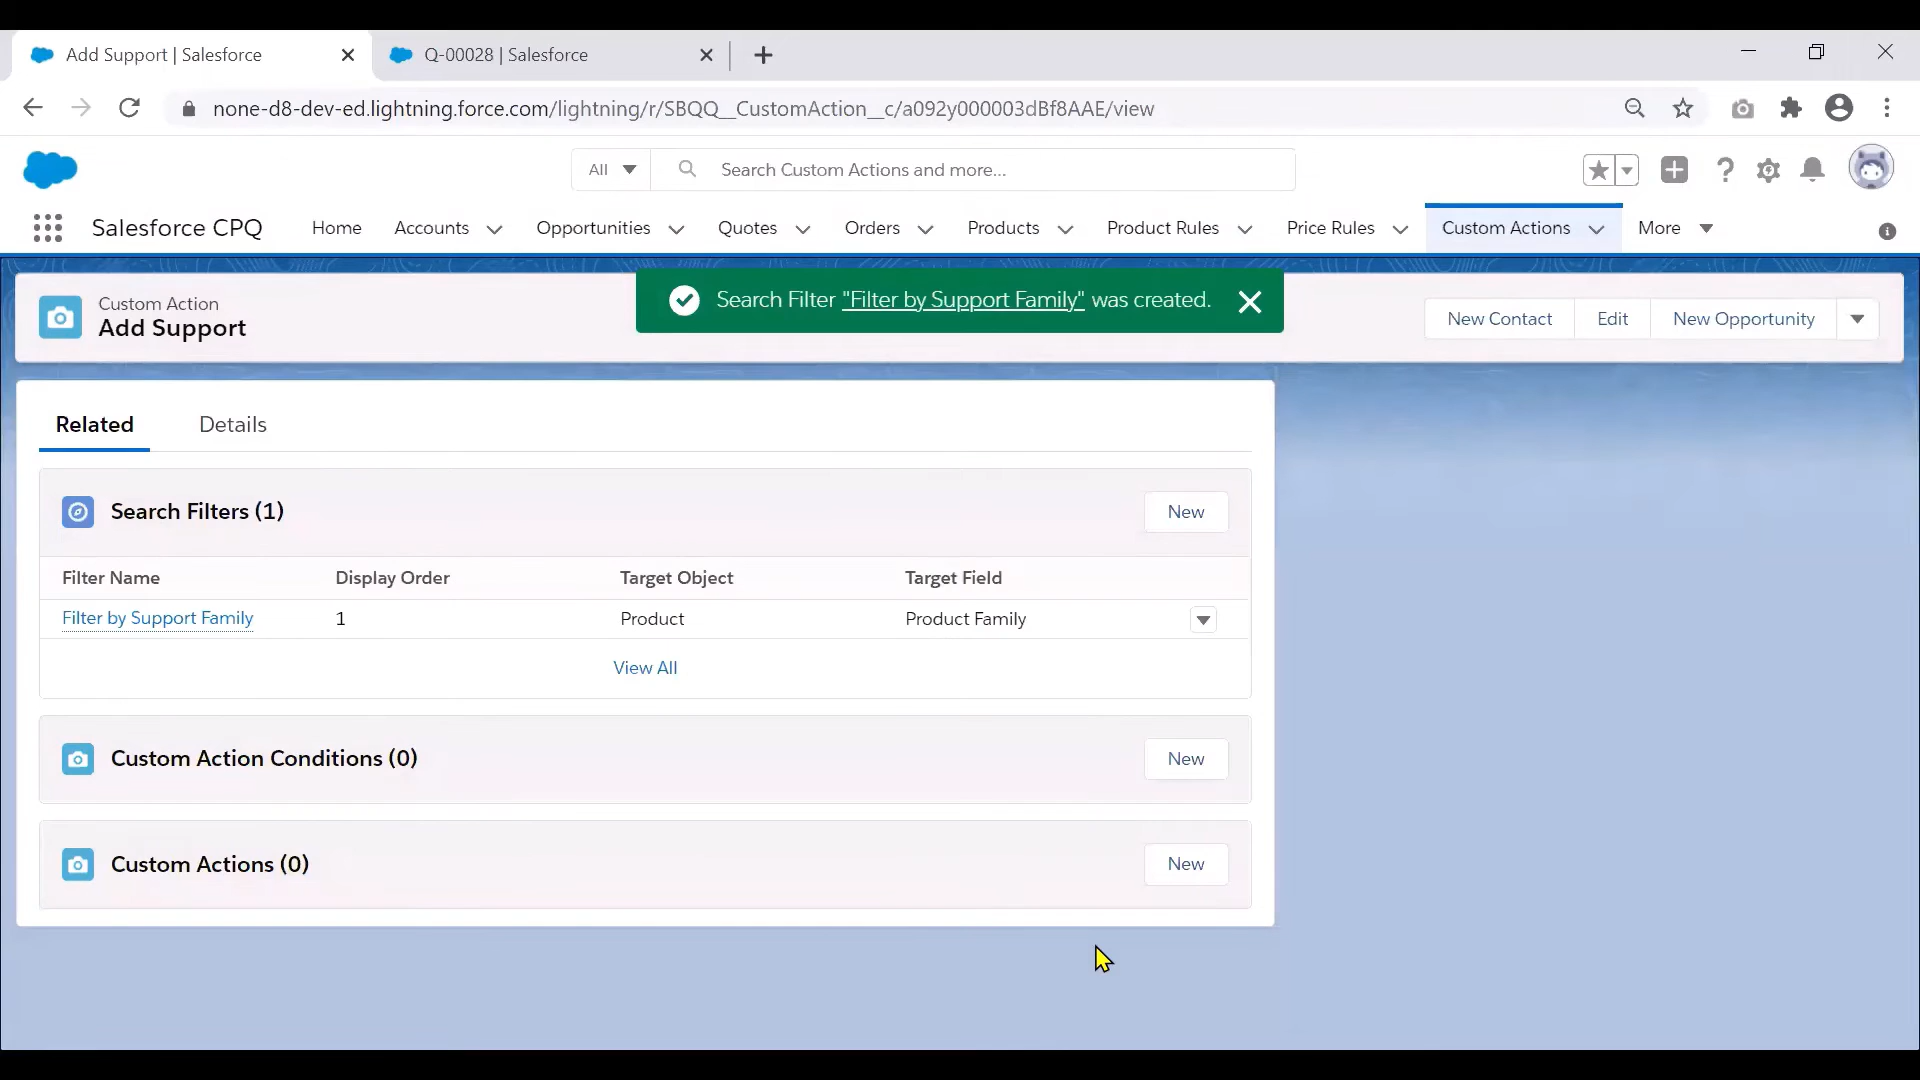 Add Support | Salesforce
Q-00028 | Salesforce
none-d8-dev-ed.lightning.force.com/lightning/r/SBQQ__CustomAction__c/a092y000003dBf8AAE/view
All
Search Custom Actions and more...
Salesforce CPQ
Home
Accounts
Opportunities
Quotes
Orders
Products
Product Rules
Price Rules
Custom Actions
More
Custom Action
Add Support
Search Filter "Filter by Support Family" was created.
New Contact
Edit
New Opportunity
Related
Details
Search Filters (1)
New
Filter Name
Display Order
Target Object
Target Field
Filter by Support Family
1
Product
Product Family
View All
Custom Action Conditions (0)
New
Custom Actions (0)
New